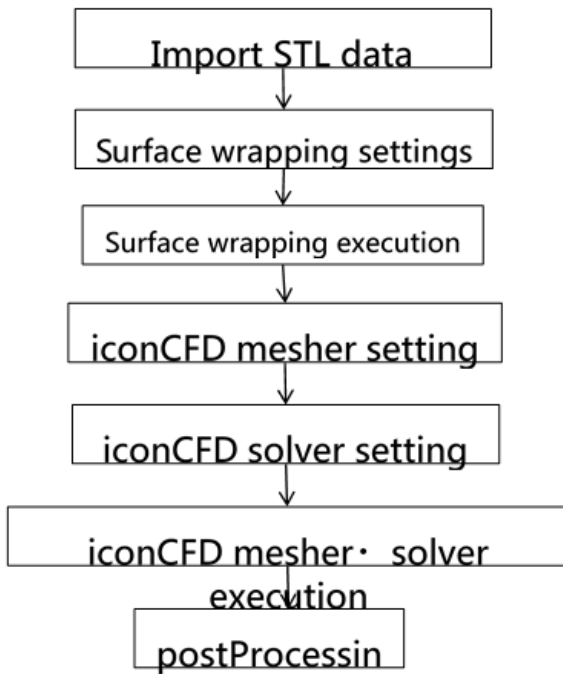 Import STL data
Surface wrapping settings
Surface wrapping execution
iconCFD mesher setting
iconCFD solver setting
iconCFD mesher・ solver
execution
postProcessin